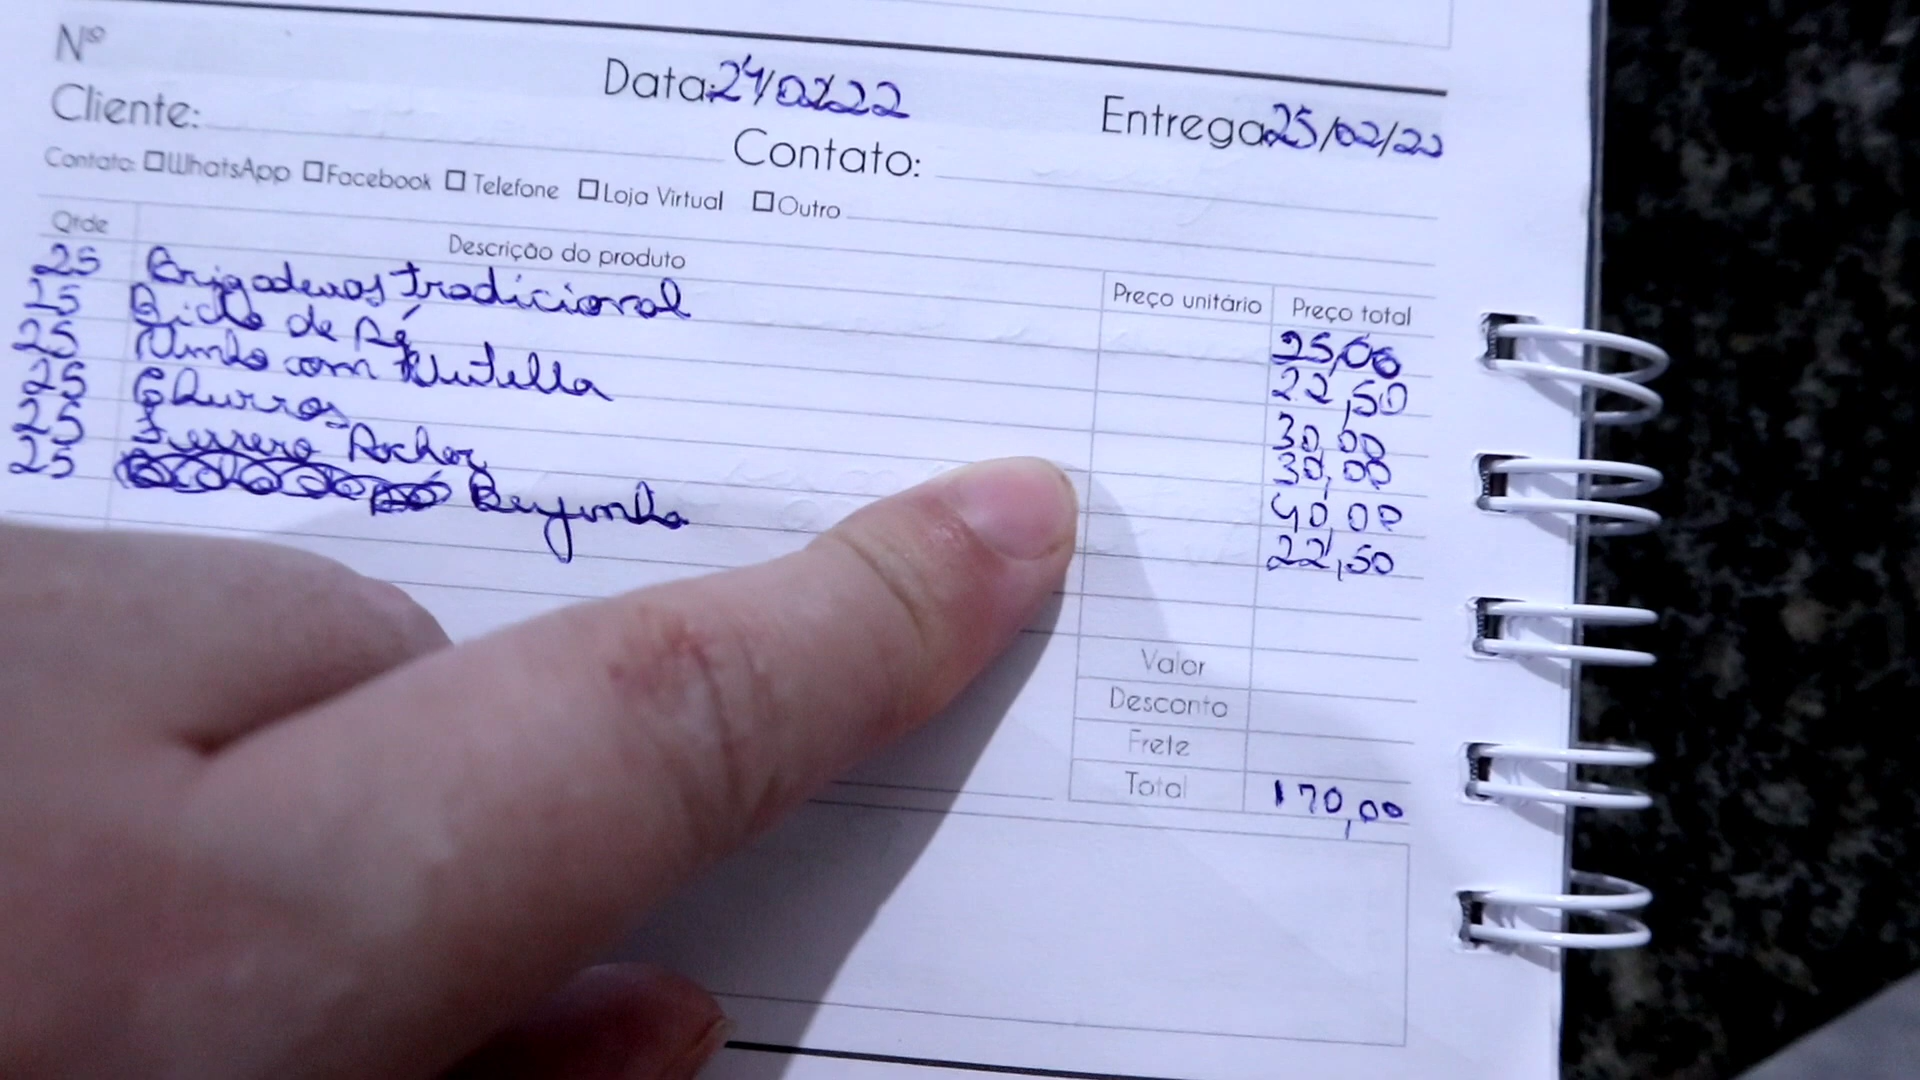 Nº
Data: 24/02/22
Entrega 25/02/22
Cliente:
Contato:
Contato: WhatsApp Facebook Telefone Loja Virtual Outro
Qtde Descrição do produto Preço unitário Preço total
25 Brigadeiros tradicional 25,00
25 Bicho de Pé 22,50
25 Ninho com Nutella 30,00
25 Churros 30,00
25 Ferrero Rocher 40,00
25 Beijinho 22,50
Valor
Desconto
Frete
Total 170,00